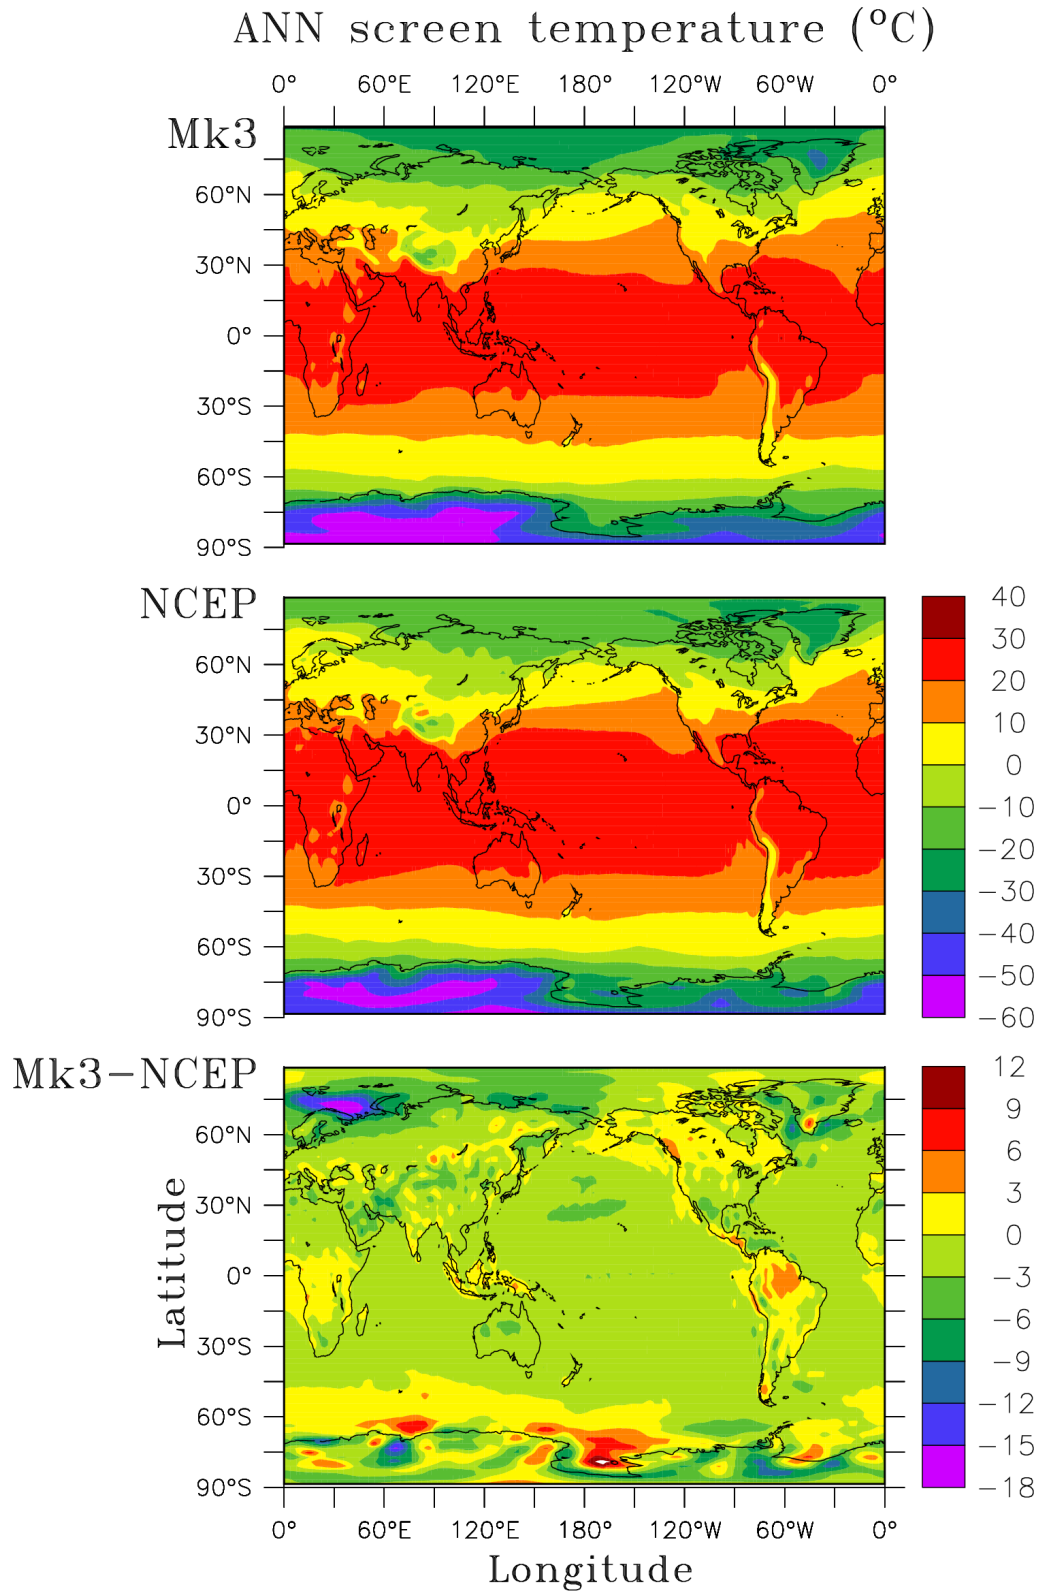 ANN screen temperature (°C)
0° 60°E 120°E 180° 120°W 60°W 0°
Mk3
60°N
30°N
0°
30°S
60°S
90°S
NCEP
60°N
30°N
0°
30°S
60°S
90°S
40
30
20
10
0
−10
−20
−30
−40
−50
−60
Mk3−NCEP
60°N
30°N
0°
30°S
60°S
90°S
Latitude
12
9
6
3
0
−3
−6
−9
−12
−15
−18
0° 60°E 120°E 180° 120°W 60°W 0°
Longitude